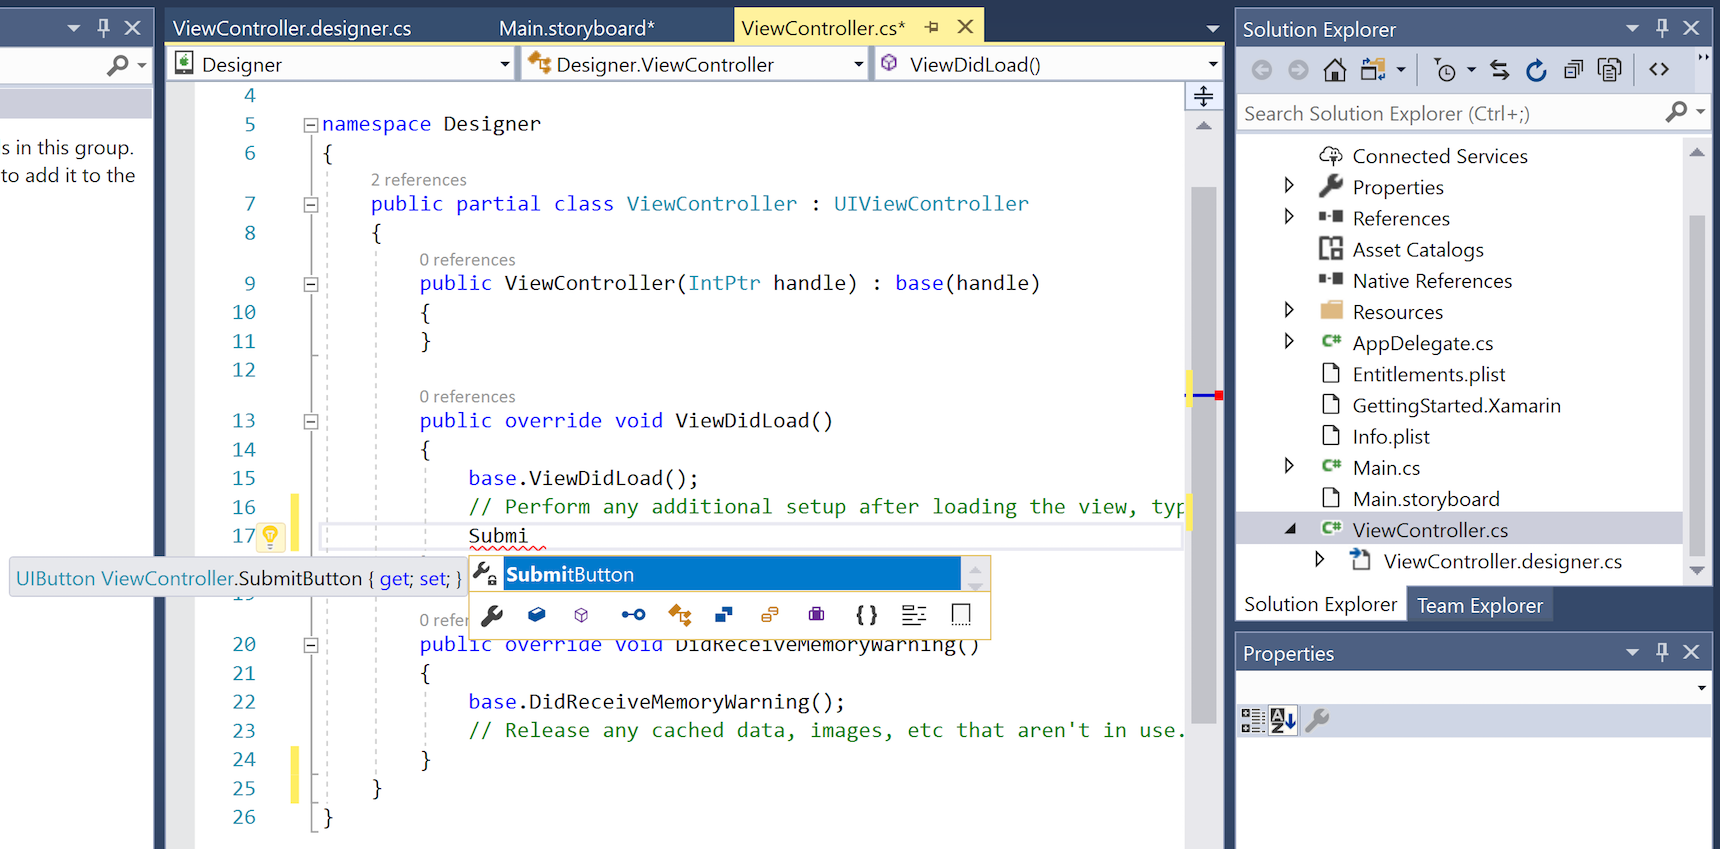 ViewController.designer.cs
Main.storyboard*
ViewController.cs*
Designer
Designer.ViewController
ViewDidLoad()
s in this group.
to add it to the
4
5 namespace Designer
6 {
2 references
7 public partial class ViewController : UIViewController
8 {
0 references
9 public ViewController(IntPtr handle) : base(handle)
10 {
11 }
12
0 references
13 public override void ViewDidLoad()
14 {
15 base.ViewDidLoad();
16 // Perform any additional setup after loading the view, typ
17 Submi
UIButton ViewController.SubmitButton { get; set; }
SubmitButton
0 refer
20 public override void DidReceiveMemoryWarning()
21 {
22 base.DidReceiveMemoryWarning();
23 // Release any cached data, images, etc that aren't in use.
24 }
25 }
26 }
Solution Explorer
Search Solution Explorer (Ctrl+;)
Connected Services
Properties
References
Asset Catalogs
Native References
Resources
C# AppDelegate.cs
Entitlements.plist
GettingStarted.Xamarin
Info.plist
C# Main.cs
Main.storyboard
C# ViewController.cs
ViewController.designer.cs
Solution Explorer
Team Explorer
Properties